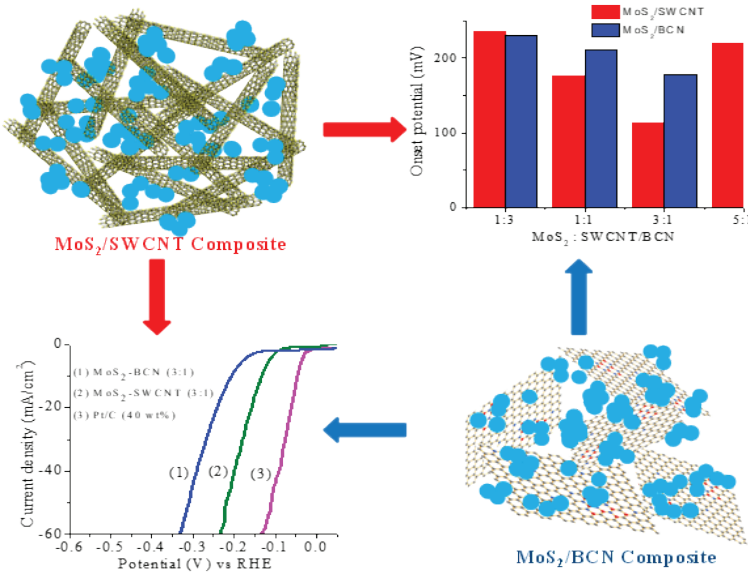 MoS2/SWCNT
MoS2/BCN
Onset potential (mV)
200
100
0
1:3 1:1 3:1 5:1
MoS2 : SWCNT/BCN
MoS2/SWCNT Composite
Current density (mA/cm2)
0
-20
-40
-60
(1) MoS2-BCN (3:1)
(2) MoS2-SWCNT (3:1)
(3) Pt/C (40 wt%)
(1) (2) (3)
-0.6 -0.5 -0.4 -0.3 -0.2 -0.1 0.0
Potential (V) vs RHE
MoS2/BCN Composite